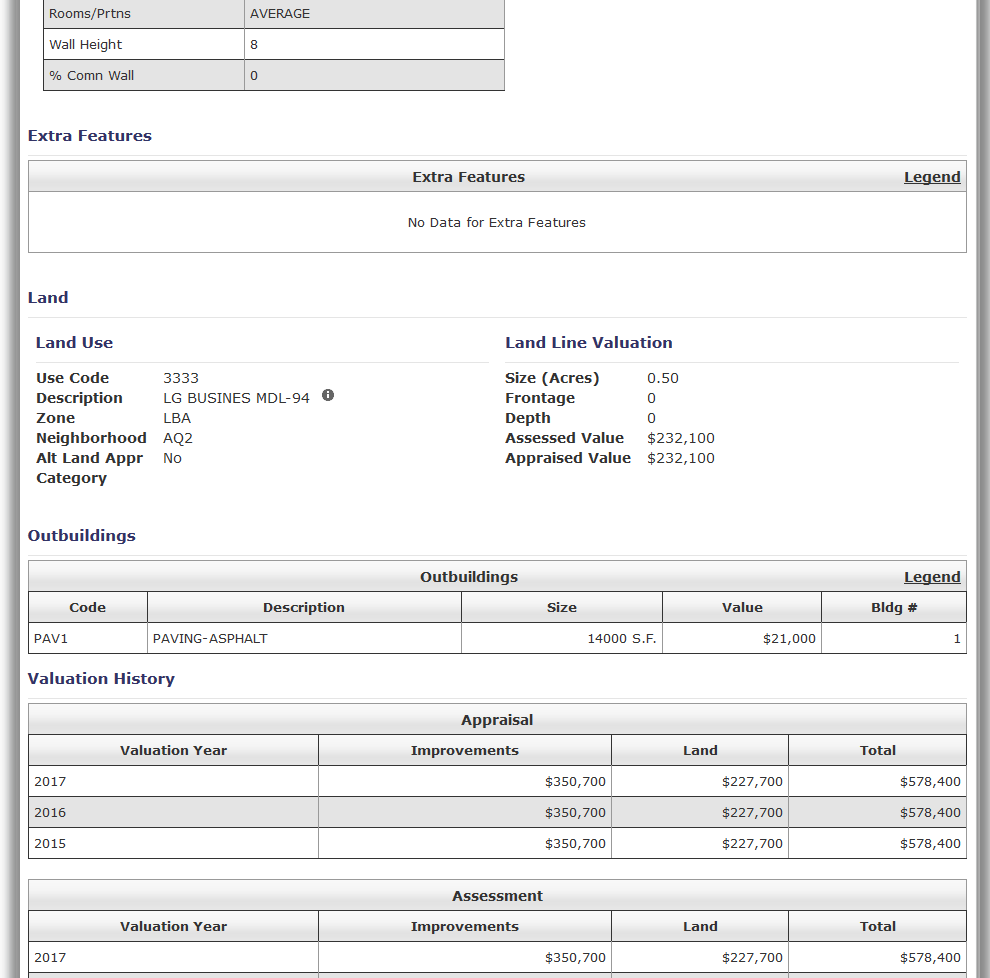 Rooms/Prtns AVERAGE
Wall Height 8
% Comn Wall 0
Extra Features
Extra Features Legend
No Data for Extra Features
Land
Land Use
Use Code 3333
Description LG BUSINES MDL-94
Zone LBA
Neighborhood AQ2
Alt Land Appr No
Category
Land Line Valuation
Size (Acres) 0.50
Frontage 0
Depth 0
Assessed Value $232,100
Appraised Value $232,100
Outbuildings
Outbuildings Legend
Code Description Size Value Bldg #
PAV1 PAVING-ASPHALT 14000 S.F. $21,000 1
Valuation History
Appraisal
Valuation Year Improvements Land Total
2017 $350,700 $227,700 $578,400
2016 $350,700 $227,700 $578,400
2015 $350,700 $227,700 $578,400
Assessment
Valuation Year Improvements Land Total
2017 $350,700 $227,700 $578,400